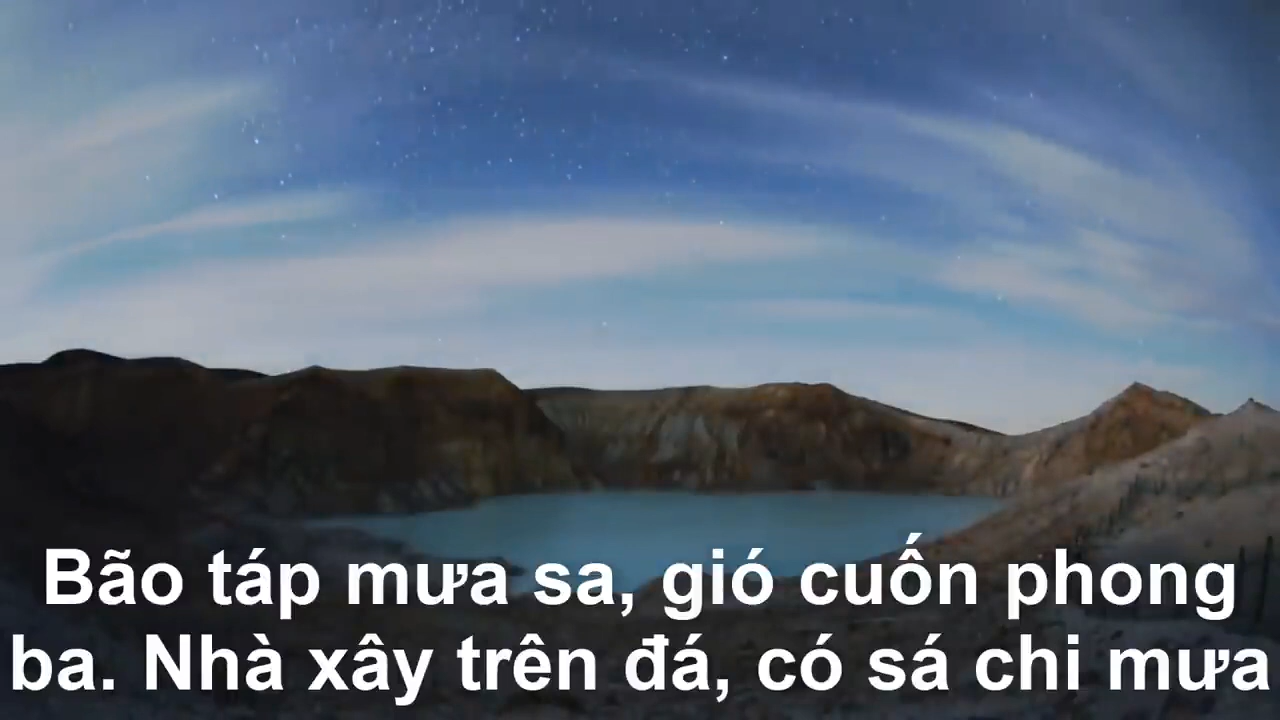 Bão táp mưa sa, gió cuốn phong
ba. Nhà xây trên đá, có sá chi mưa